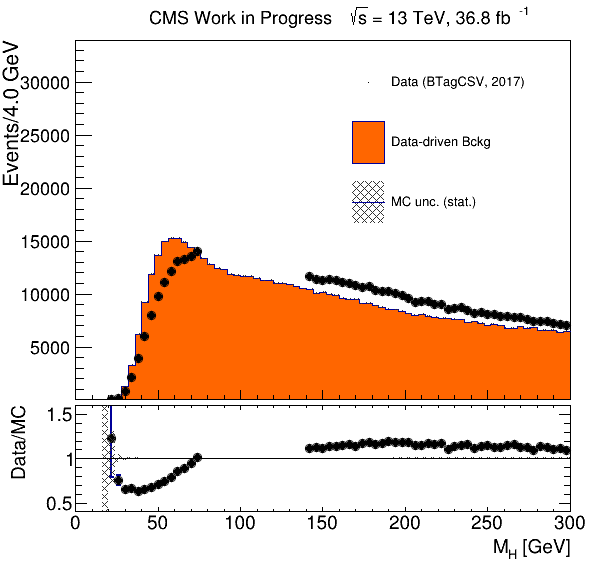 CMS Work in Progress √s = 13 TeV, 36.8 fb⁻¹
Events/4.0 GeV
30000
25000
20000
15000
10000
5000
Data (BTagCSV, 2017)
Data-driven Bckg
MC unc. (stat.)
Data/MC
1.5
1
0.5
0 50 100 150 200 250 300
M_H [GeV]